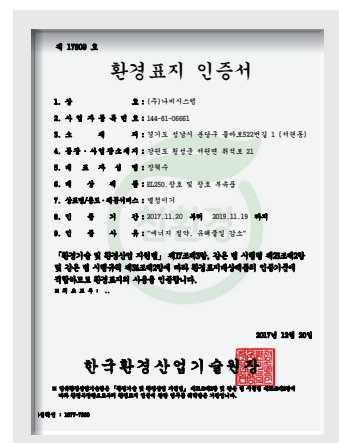 제 17809 호
환경표지 인증서
1. 상 호 : (주)나비시스템
2. 사 업 자 등 록 번 호 : 144-81-06661
3. 소 재 지 : 경기도 성남시 분당구 돌마로522번길 1 (서현동)
4. 공장·사업장소재지 : 강원도 횡성군 서원면 취석로 21
5. 대 표 자 성 명 : 장혁수
6. 대 상 제 품 : EL250.창호 및 창호 부속품
7. 상표명/용도·제품서비스 : 별첨이기
8. 인 증 기 간 : 2017.11.20 부터 2019.11.19 까지
9. 인 증 사 유 : "에너지 절약, 유해물질 감소"
「환경기술 및 환경산업 지원법」 제17조제3항, 같은 법 시행령 제23조제2항
및 같은 법 시행규칙 제34조제2항에 따라 환경표지대상제품의 인증기준에
적합하므로 환경표지의 사용을 인증합니다.
2017년 12월 20일
한국환경산업기술원장